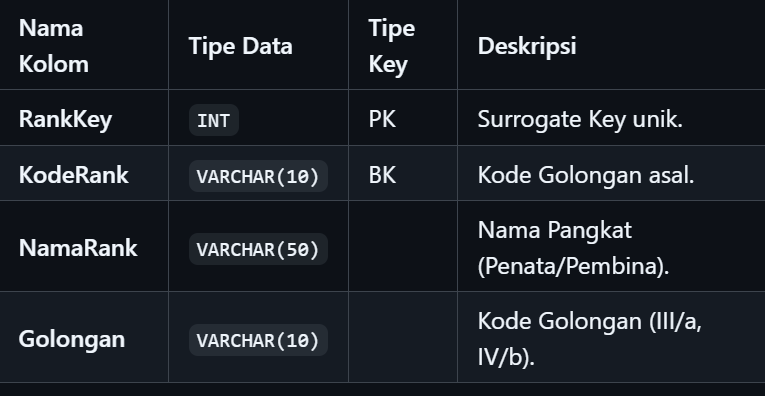 Nama Kolom Tipe Data Tipe Key Deskripsi
RankKey INT PK Surrogate Key unik.
KodeRank VARCHAR(10) BK Kode Golongan asal.
NamaRank VARCHAR(50) Nama Pangkat (Penata/Pembina).
Golongan VARCHAR(10) Kode Golongan (III/a, IV/b).